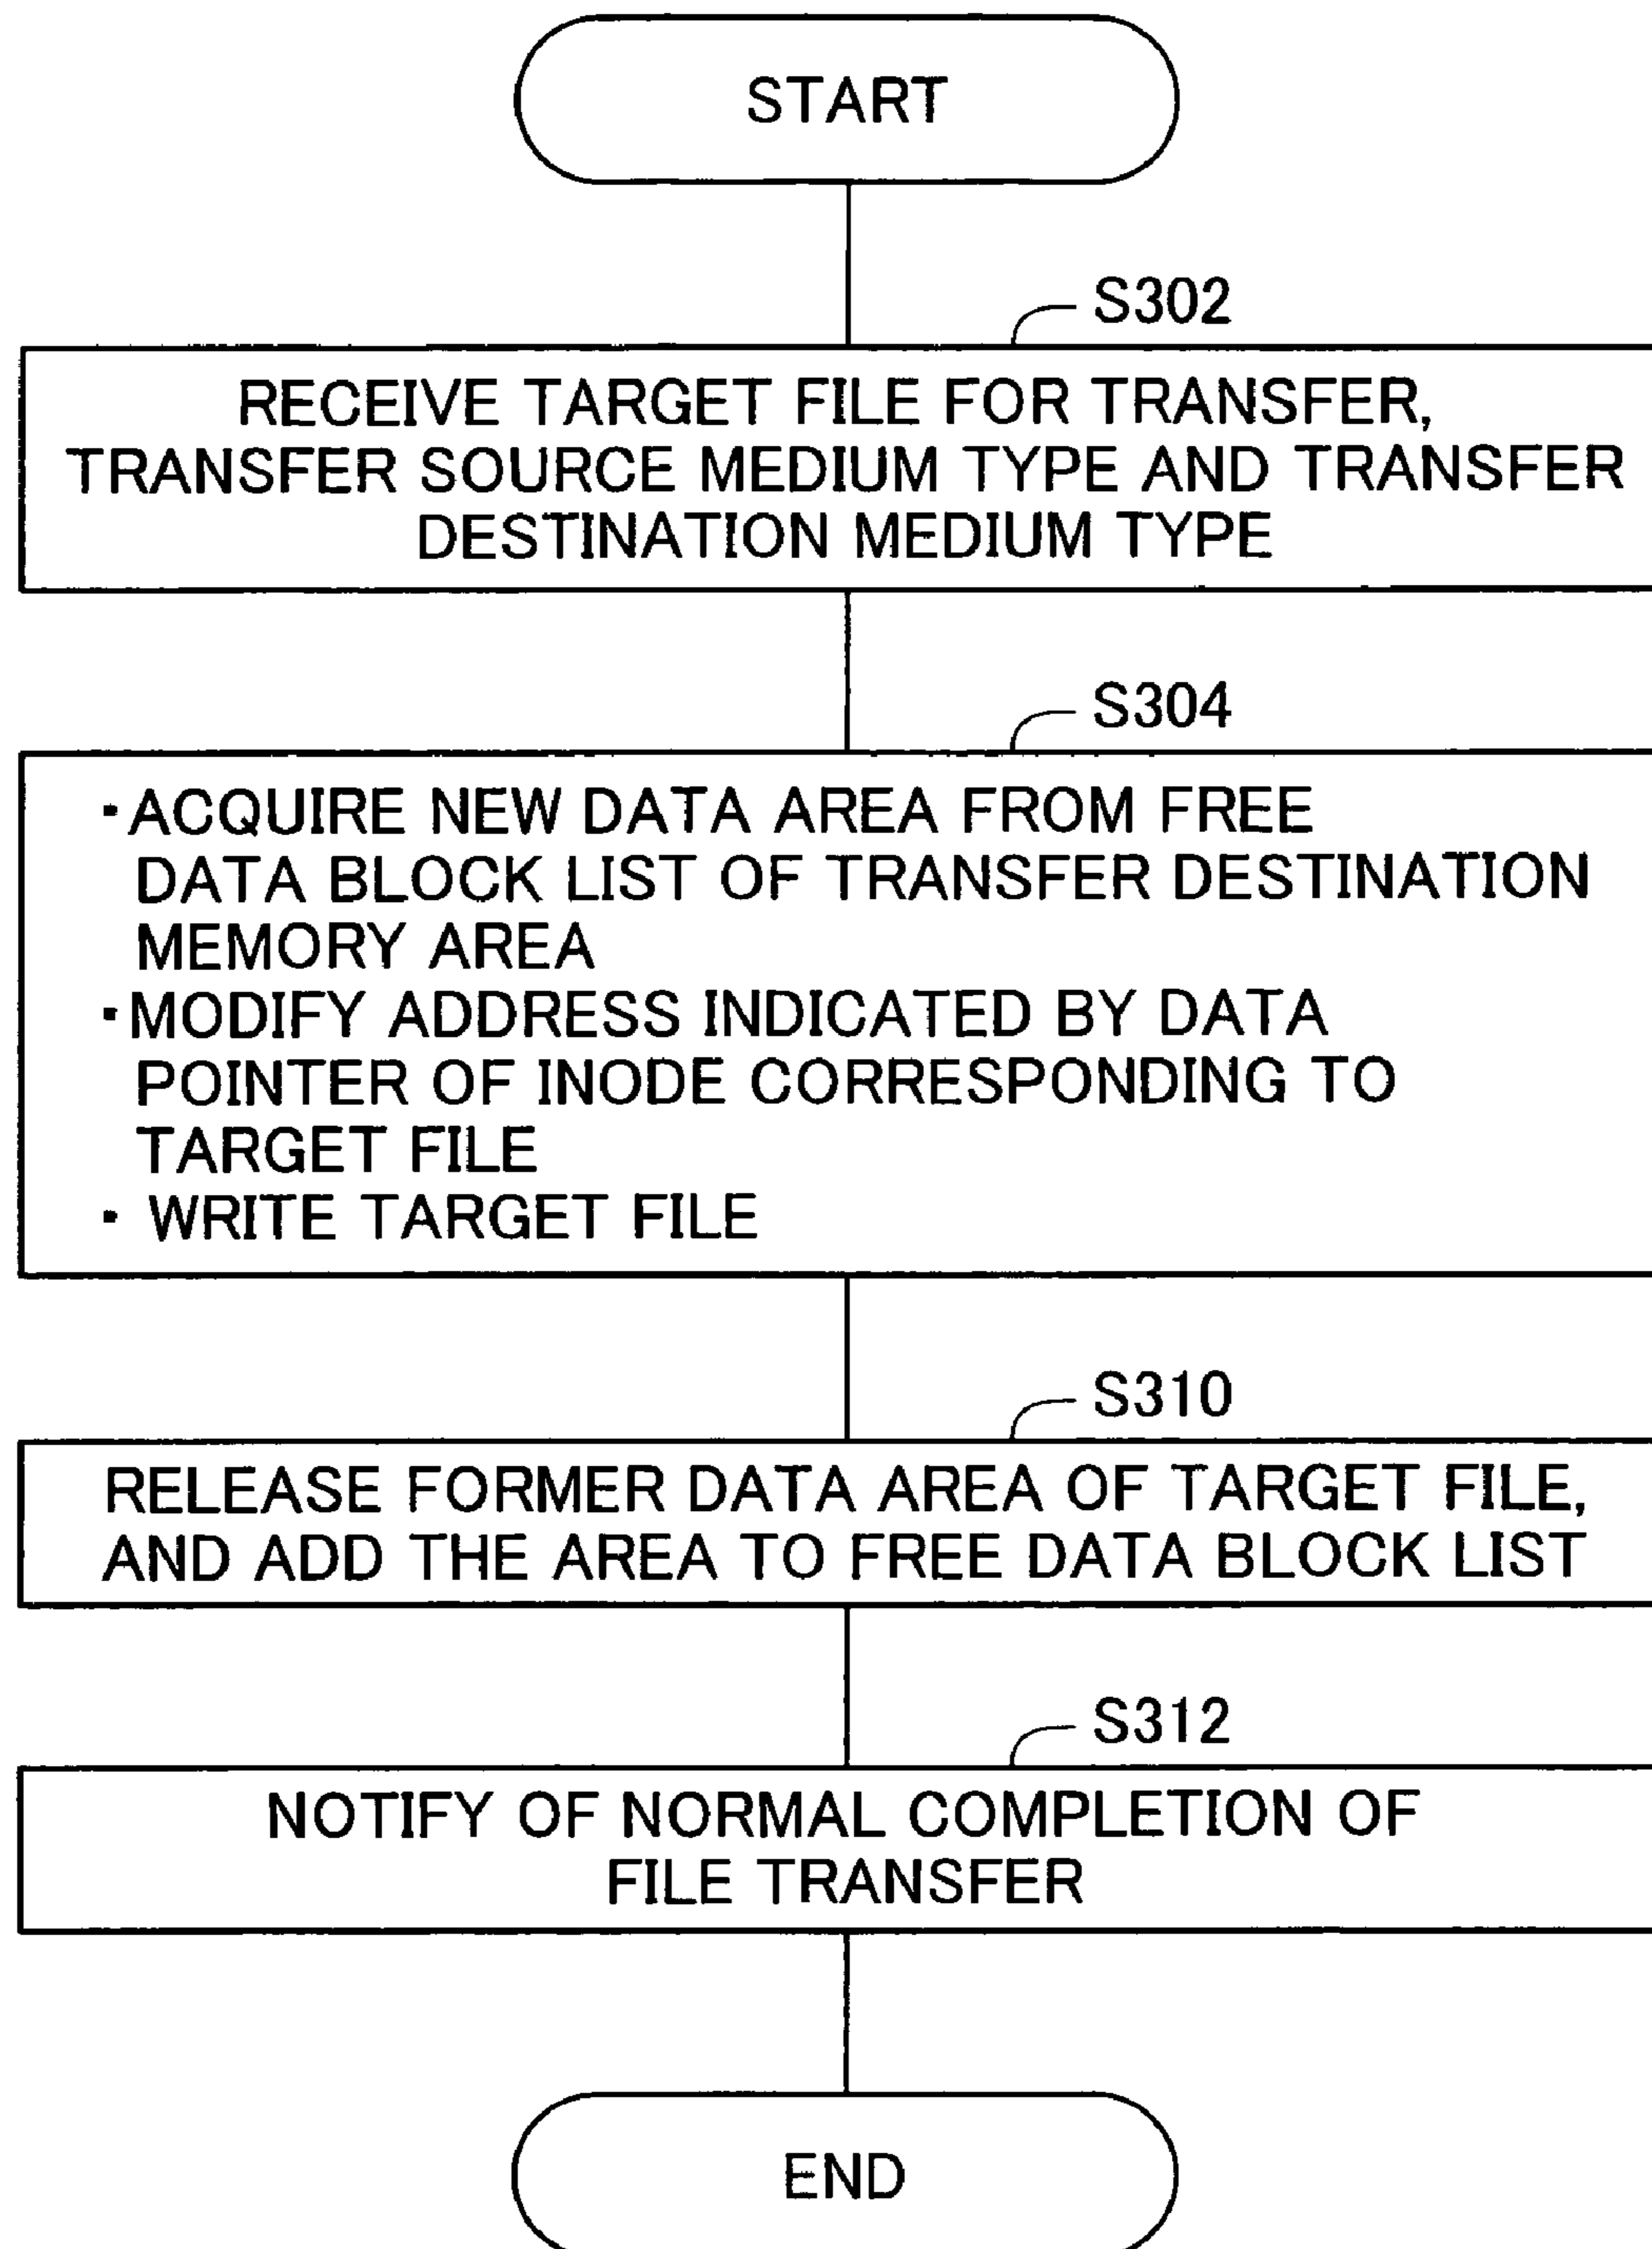 START
S302
RECEIVE TARGET FILE FOR TRANSFER,
TRANSFER SOURCE MEDIUM TYPE AND TRANSFER
DESTINATION MEDIUM TYPE
S304
・ACQUIRE NEW DATA AREA FROM FREE
DATA BLOCK LIST OF TRANSFER DESTINATION
MEMORY AREA
・MODIFY ADDRESS INDICATED BY DATA
POINTER OF INODE CORRESPONDING TO
TARGET FILE
・ WRITE TARGET FILE
S310
RELEASE FORMER DATA AREA OF TARGET FILE,
AND ADD THE AREA TO FREE DATA BLOCK LIST
S312
NOTIFY OF NORMAL COMPLETION OF
FILE TRANSFER
END